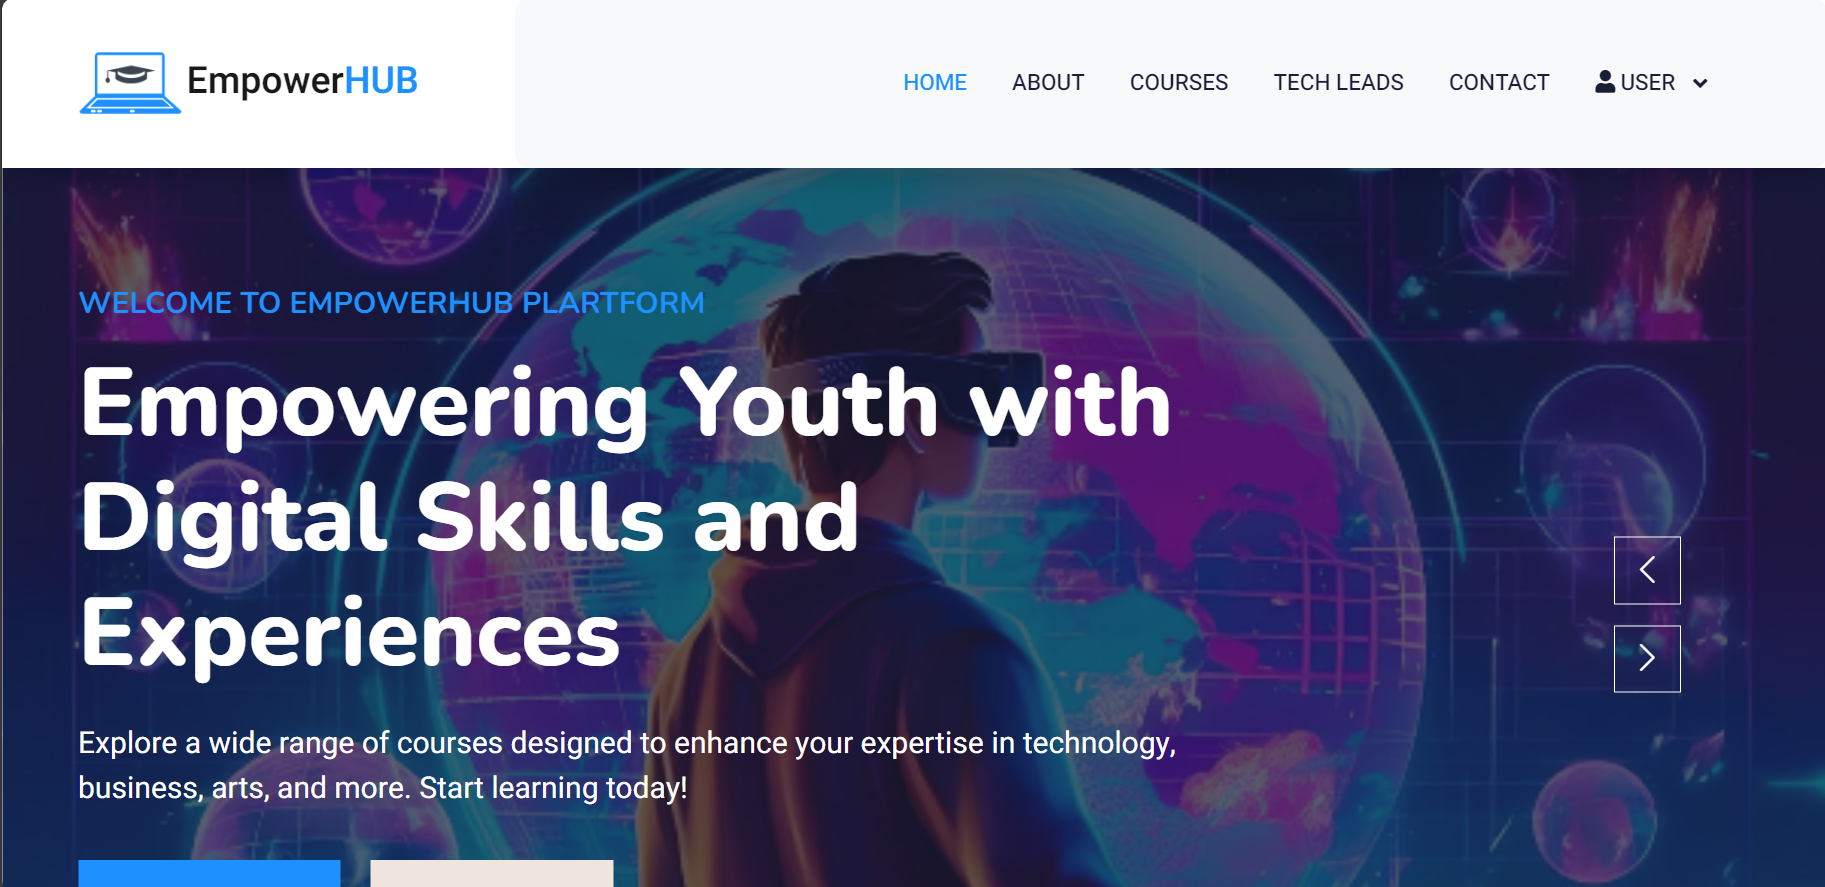 EmpowerHUB
HOME ABOUT COURSES TECH LEADS CONTACT USER
WELCOME TO EMPOWERHUB PLARTFORM
Empowering Youth with
Digital Skills and
Experiences
Explore a wide range of courses designed to enhance your expertise in technology,
business, arts, and more. Start learning today!